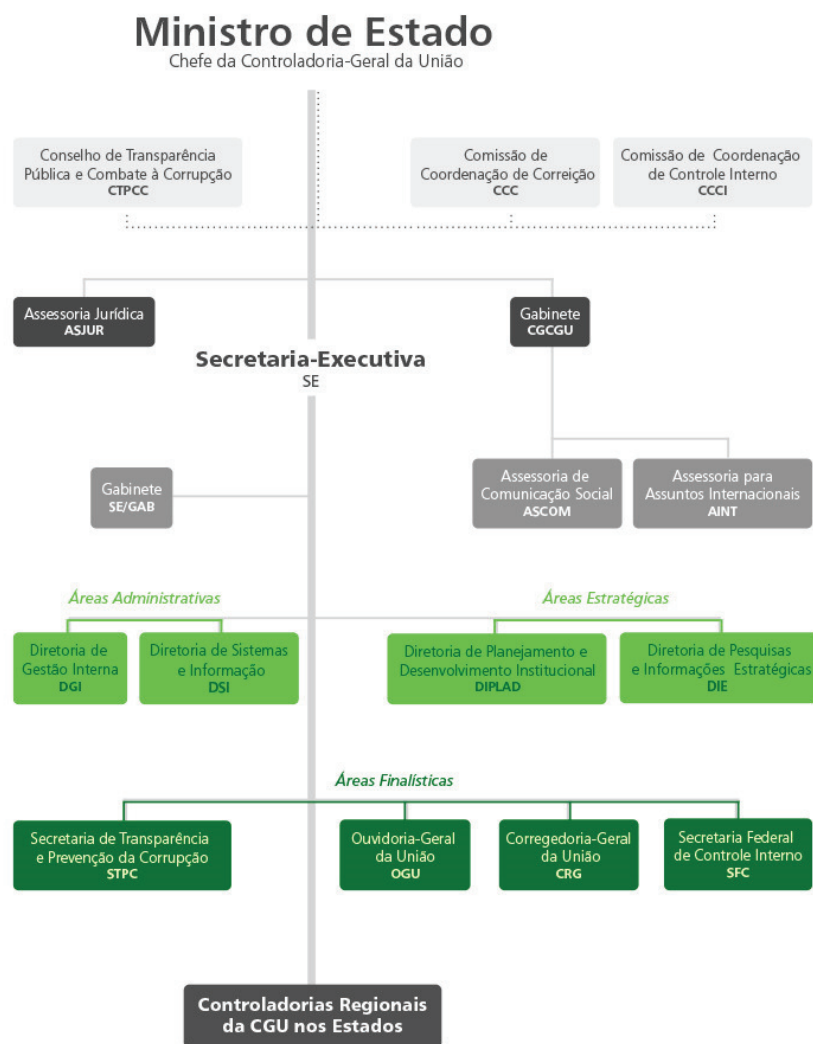 Ministro de Estado
Chefe da Controladoria-Geral da União
Conselho de Transparência
Pública e Combate à Corrupção
CTPCC
Comissão de
Coordenação de Correição
CCC
Comissão de Coordenação
de Controle Interno
CCCI
Assessoria Jurídica
ASJUR
Gabinete
CGCGU
Secretaria-Executiva
SE
Gabinete
SE/GAB
Assessoria de
Comunicação Social
ASCOM
Assessoria para
Assuntos Internacionais
AINT
Áreas Administrativas
Áreas Estratégicas
Diretoria de
Gestão Interna
DGI
Diretoria de Sistemas
e Informação
DSI
Diretoria de Planejamento e
Desenvolvimento Institucional
DIPLAD
Diretoria de Pesquisas
e Informações Estratégicas
DIE
Áreas Finalísticas
Secretaria de Transparência
e Prevenção da Corrupção
STPC
Ouvidoria-Geral
da União
OGU
Corregedoria-Geral
da União
CRG
Secretaria Federal
de Controle Interno
SFC
Controladorias Regionais
da CGU nos Estados